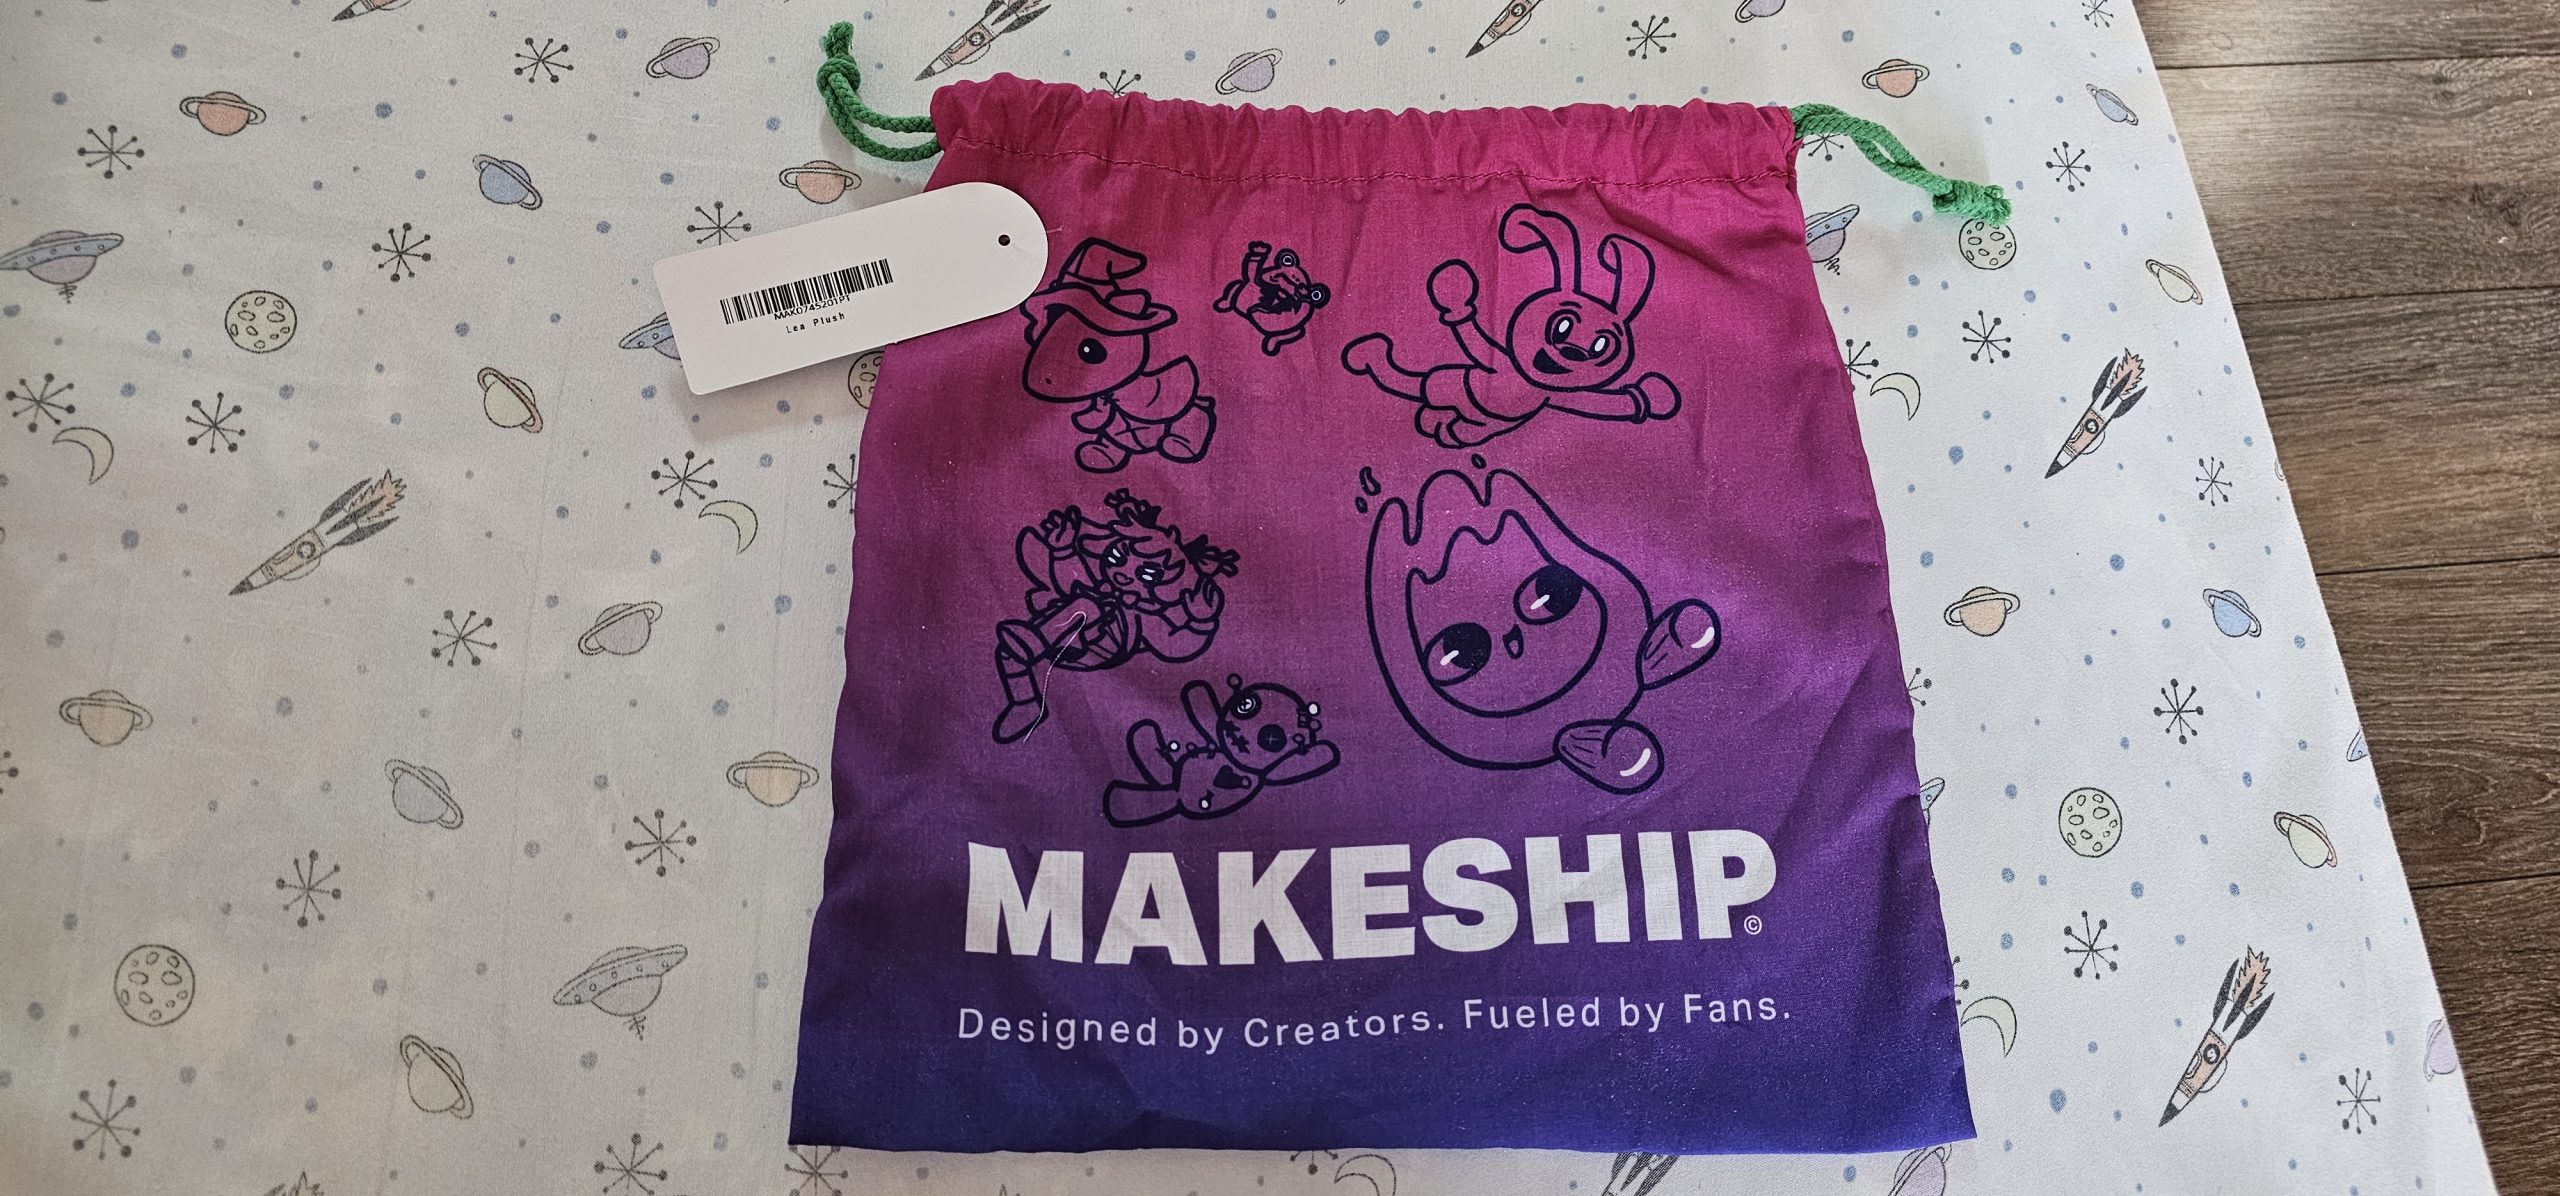 MAK0745201PT
Lea Plush
MAKESHIP©
Designed by Creators. Fueled by Fans.